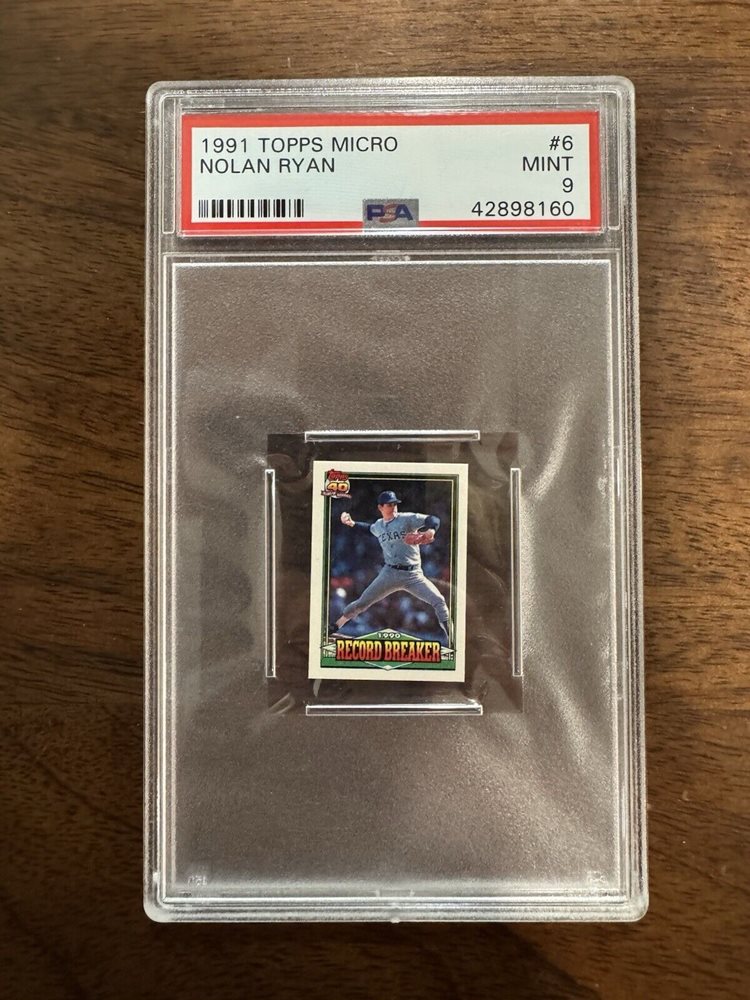 1991 TOPPS MICRO #6
NOLAN RYAN MINT
9
PSA 42898160
Topps
40
TEXAS
1990
RECORD BREAKER